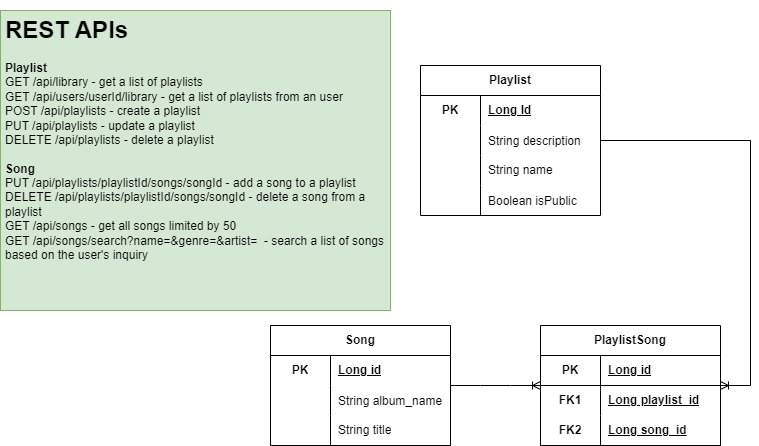 REST APIs
Playlist
GET /api/library - get a list of playlists
GET /api/users/userId/library - get a list of playlists from an user
POST /api/playlists - create a playlist
PUT /api/playlists - update a playlist
DELETE /api/playlists - delete a playlist
Song
PUT /api/playlists/playlistId/songs/songId - add a song to a playlist
DELETE /api/playlists/playlistId/songs/songId - delete a song from a
playlist
GET /api/songs - get all songs limited by 50
GET /api/songs/search?name=&genre=&artist=  - search a list of songs
based on the user's inquiry
Playlist
PK Long Id
String description
String name
Boolean isPublic
Song
PK Long id
String album_name
String title
PlaylistSong
PK Long id
FK1 Long playlist_id
FK2 Long song_id